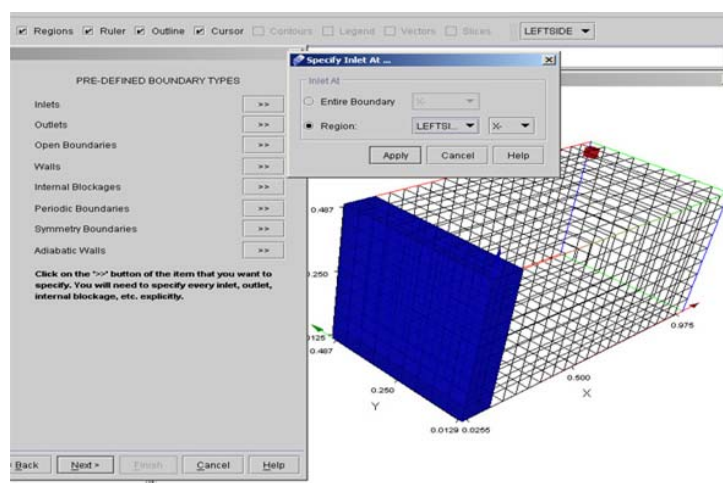 Regions Ruler Outline Cursor Contours Legend Vectors Slices LEFTSIDE
Specify Inlet At ...
Inlet At
Entire Boundary X-
Region: LEFTSI... X-
Apply Cancel Help
PRE-DEFINED BOUNDARY TYPES
Inlets >>
Outlets >>
Open Boundaries >>
Walls >>
Internal Blockages >>
Periodic Boundaries >>
Symmetry Boundaries >>
Adiabatic Walls >>
Click on the ">>" button of the item that you want to
specify. You will need to specify every inlet, outlet,
internal blockage, etc. explicitly.
0.487
0.250
0125
0.487
0.250
Y
0.0129 0.0255
0.500
X
0.975
Back Next > Finish Cancel Help